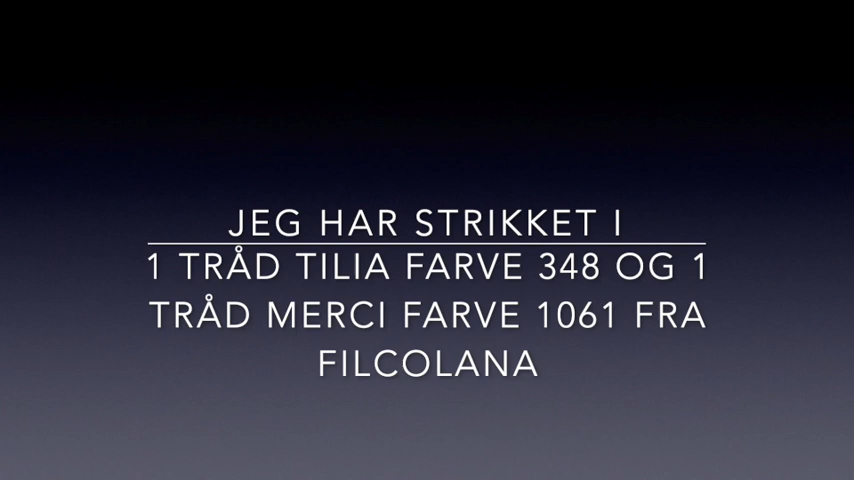 JEG HAR STRIKKET I
1 TRÅD TILIA FARVE 348 OG 1
TRÅD MERCI FARVE 1061 FRA
FILCOLANA